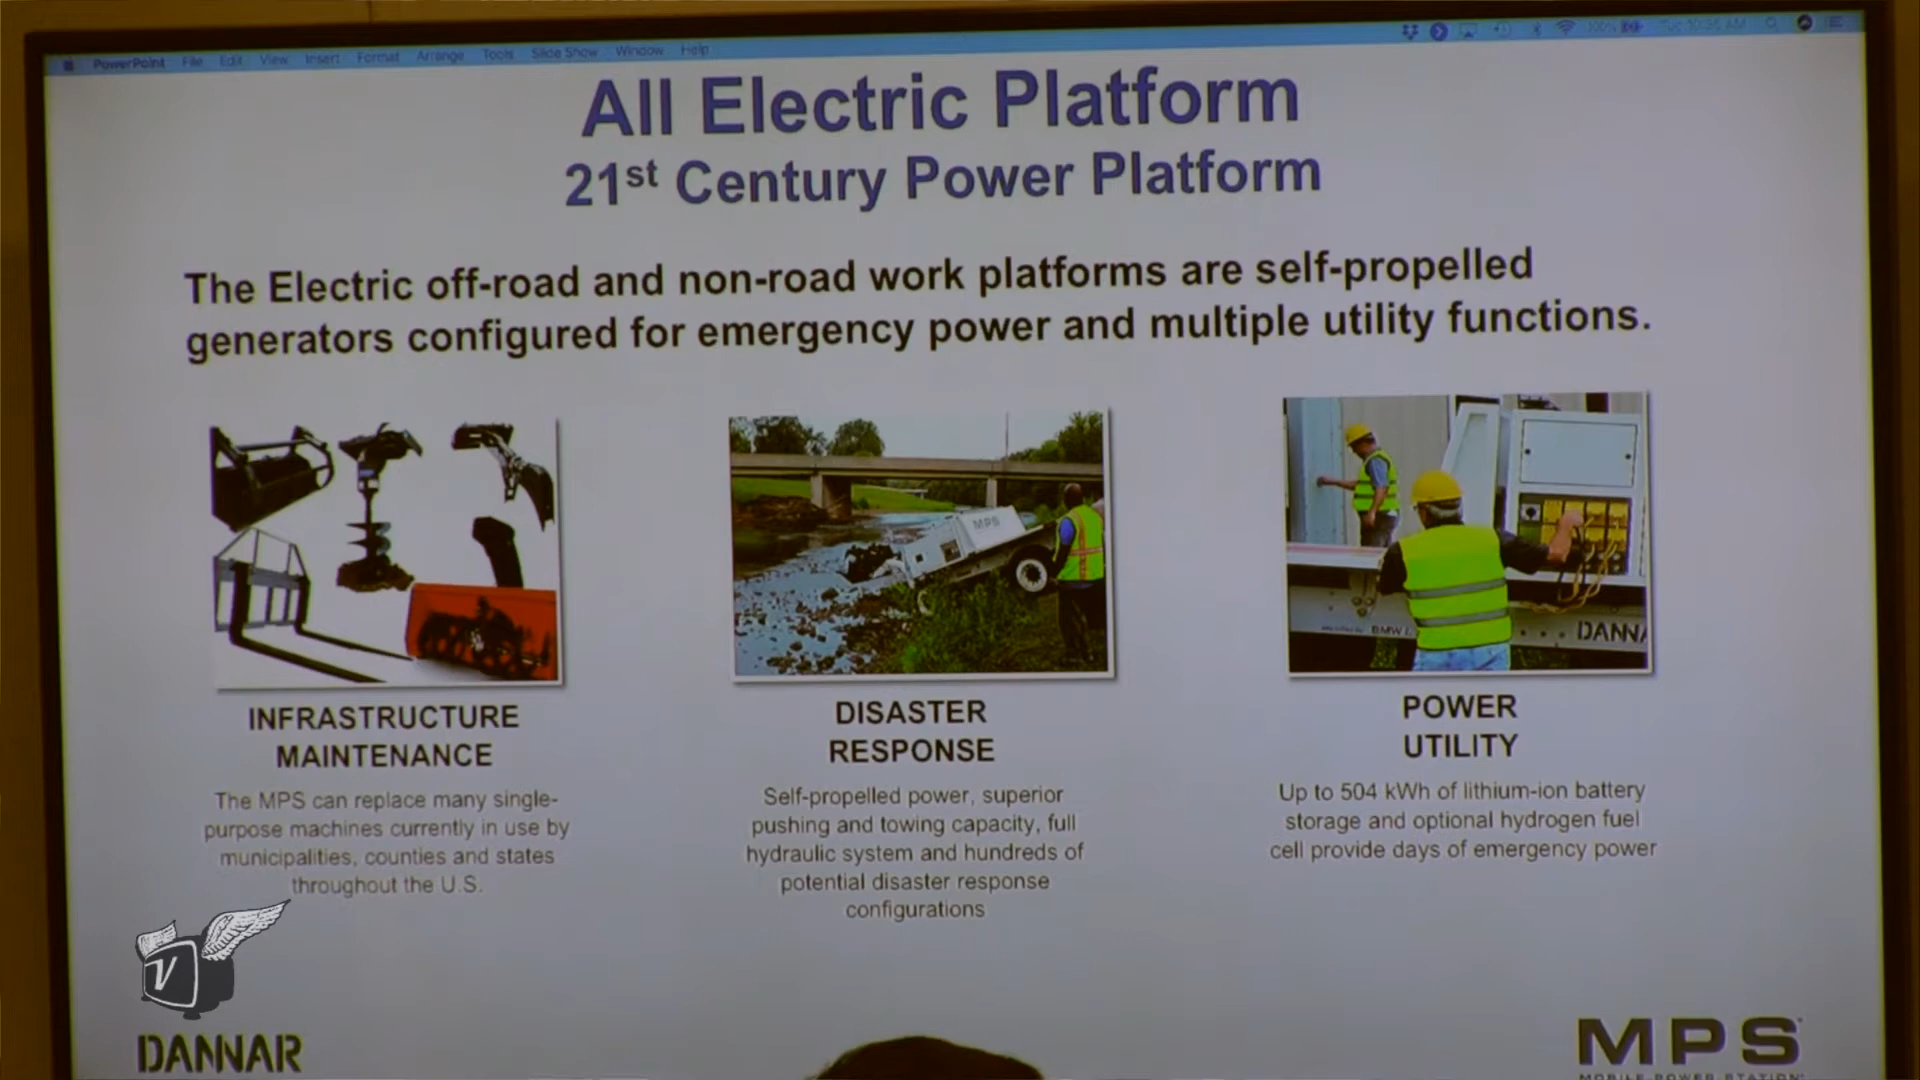 PowerPoint File Edit View Insert Format Arrange Tools Slide Show Window Help 100% Tue
All Electric Platform
21st Century Power Platform
The Electric off-road and non-road work platforms are self-propelled
generators configured for emergency power and multiple utility functions.
MPS
BMW
DANNA
INFRASTRUCTURE
MAINTENANCE
The MPS can replace many single-
purpose machines currently in use by
municipalities, counties and states
throughout the U.S.
DISASTER
RESPONSE
Self-propelled power, superior
pushing and towing capacity, full
hydraulic system and hundreds of
potential disaster response
configurations
POWER
UTILITY
Up to 504 kWh of lithium-ion battery
storage and optional hydrogen fuel
cell provide days of emergency power
V
DANNAR
MPS
MOBILE POWER STATION